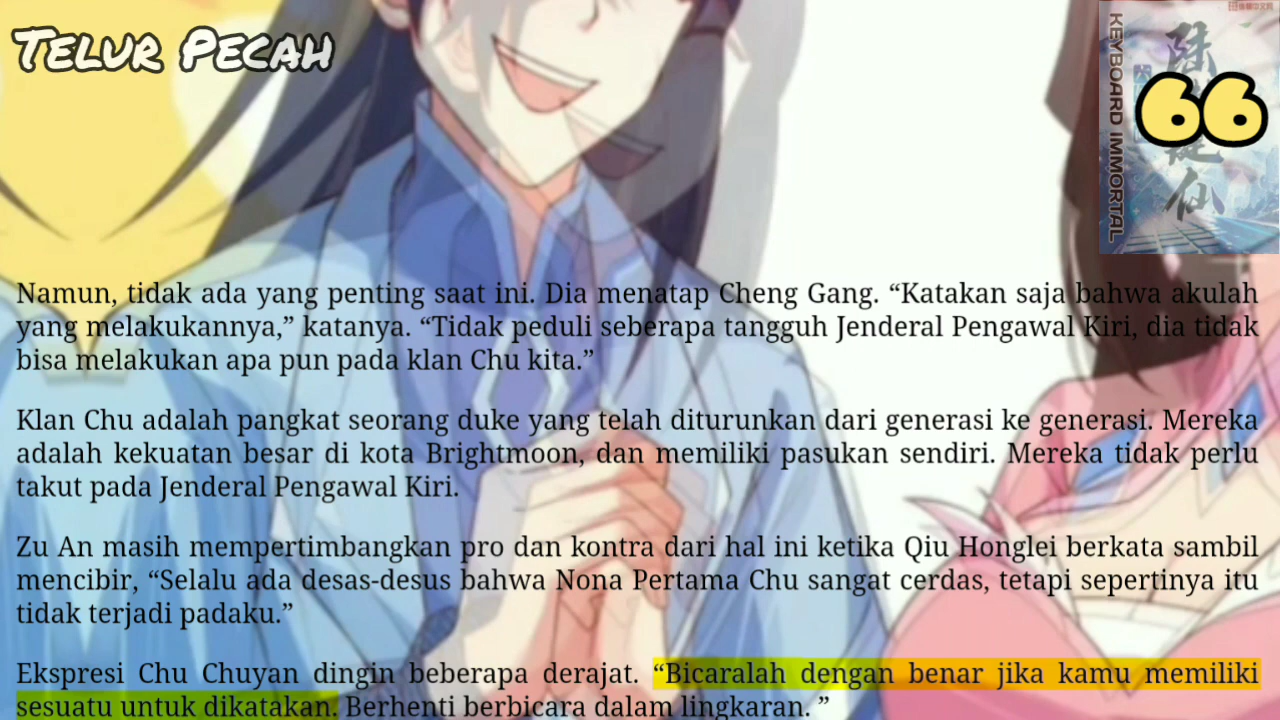 Telur Pecah
KEYBOARD IMMORTAL
66
Namun, tidak ada yang penting saat ini. Dia menatap Cheng Gang. “Katakan saja bahwa akulah
yang melakukannya,” katanya. “Tidak peduli seberapa tangguh Jenderal Pengawal Kiri, dia tidak
bisa melakukan apa pun pada klan Chu kita.”
Klan Chu adalah pangkat seorang duke yang telah diturunkan dari generasi ke generasi. Mereka
adalah kekuatan besar di kota Brightmoon, dan memiliki pasukan sendiri. Mereka tidak perlu
takut pada Jenderal Pengawal Kiri.
Zu An masih mempertimbangkan pro dan kontra dari hal ini ketika Qiu Honglei berkata sambil
mencibir, “Selalu ada desas-desus bahwa Nona Pertama Chu sangat cerdas, tetapi sepertinya itu
tidak terjadi padaku.”
Ekspresi Chu Chuyan dingin beberapa derajat. “Bicaralah dengan benar jika kamu memiliki
sesuatu untuk dikatakan. Berhenti berbicara dalam lingkaran. ”